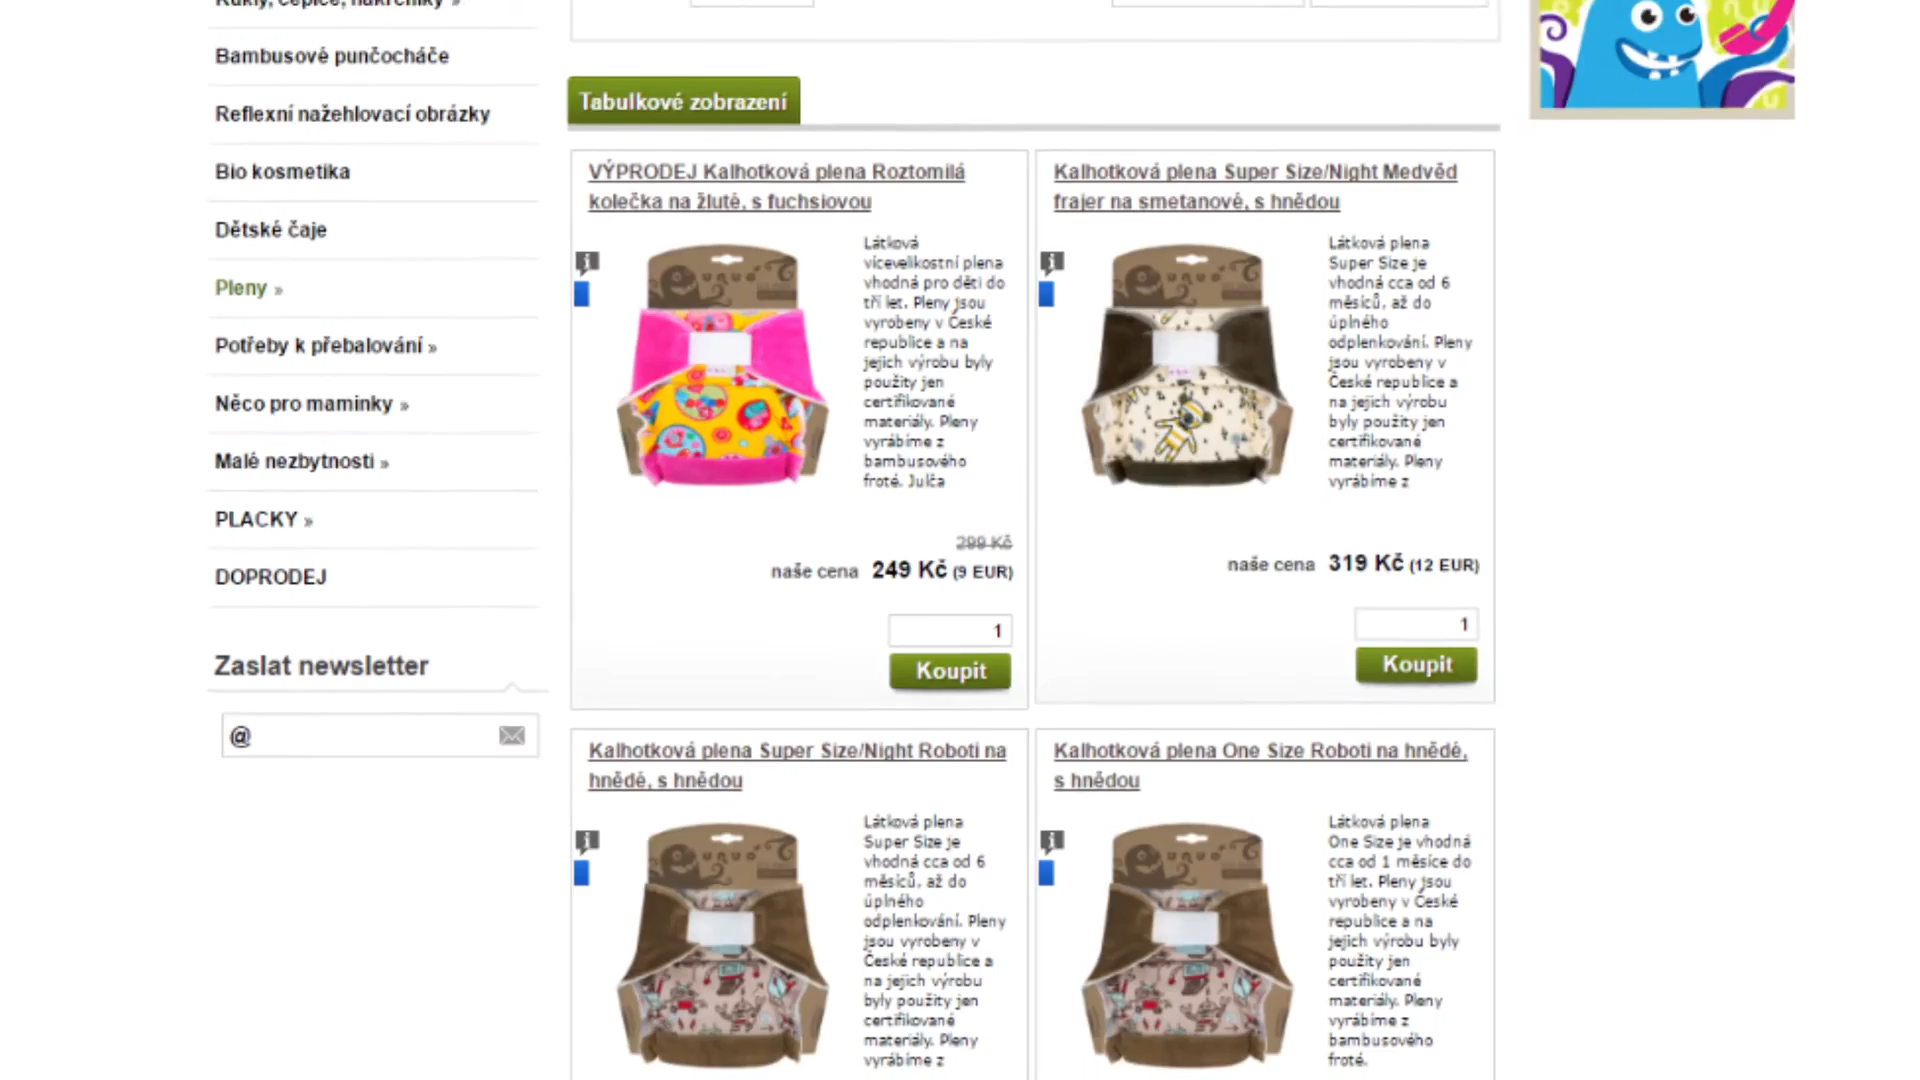 Kukly, čepice, nákrčníky »
Bambusové punčocháče
Reflexní nažehlovací obrázky
Bio kosmetika
Dětské čaje
Pleny »
Potřeby k přebalování »
Něco pro maminky »
Malé nezbytnosti »
PLACKY »
DOPRODEJ
Zaslat newsletter
@
Tabulkové zobrazení
VÝPRODEJ Kalhotková plena Roztomilá
kolečka na žluté, s fuchsiovou
Látková
vícevelikostní plena
vhodná pro děti do
tří let. Pleny jsou
vyrobeny v České
republice a na
jejich výrobu byly
použity jen
certifikované
materiály. Pleny
vyrábíme z
bambusového
froté. Julča
299 Kč
naše cena 249 Kč (9 EUR)
1
Koupit
Kalhotková plena Super Size/Night Medvěd
frajer na smetanové, s hnědou
Látková plena
Super Size je
vhodná cca od 6
měsíců, až do
úplného
odplenkování. Pleny
jsou vyrobeny v
České republice a
na jejich výrobu
byly použity jen
certifikované
materiály. Pleny
vyrábíme z
naše cena 319 Kč (12 EUR)
1
Koupit
Kalhotková plena Super Size/Night Roboti na
hnědé, s hnědou
Látková plena
Super Size je
vhodná cca od 6
měsíců, až do
úplného
odplenkování. Pleny
jsou vyrobeny v
České republice a
na jejich výrobu
byly použity jen
certifikované
materiály. Pleny
vyrábíme z
Kalhotková plena One Size Roboti na hnědé,
s hnědou
Látková plena
One Size je vhodná
cca od 1 měsíce do
tří let. Pleny jsou
vyrobeny v České
republice a na
jejich výrobu byly
použity jen
certifikované
materiály. Pleny
vyrábíme z
bambusového
froté.